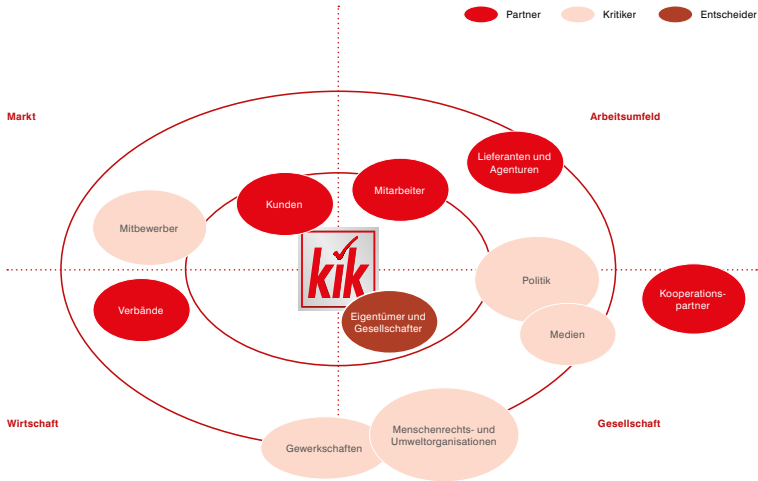 Partner
Kritiker
Entscheider
Markt
Arbeitsumfeld
Lieferanten und
Agenturen
Mitarbeiter
Kunden
Mitbewerber
kik
Politik
Kooperations-
partner
Verbände
Eigentümer und
Gesellschafter
Medien
Wirtschaft
Gesellschaft
Menschenrechts- und
Umweltorganisationen
Gewerkschaften